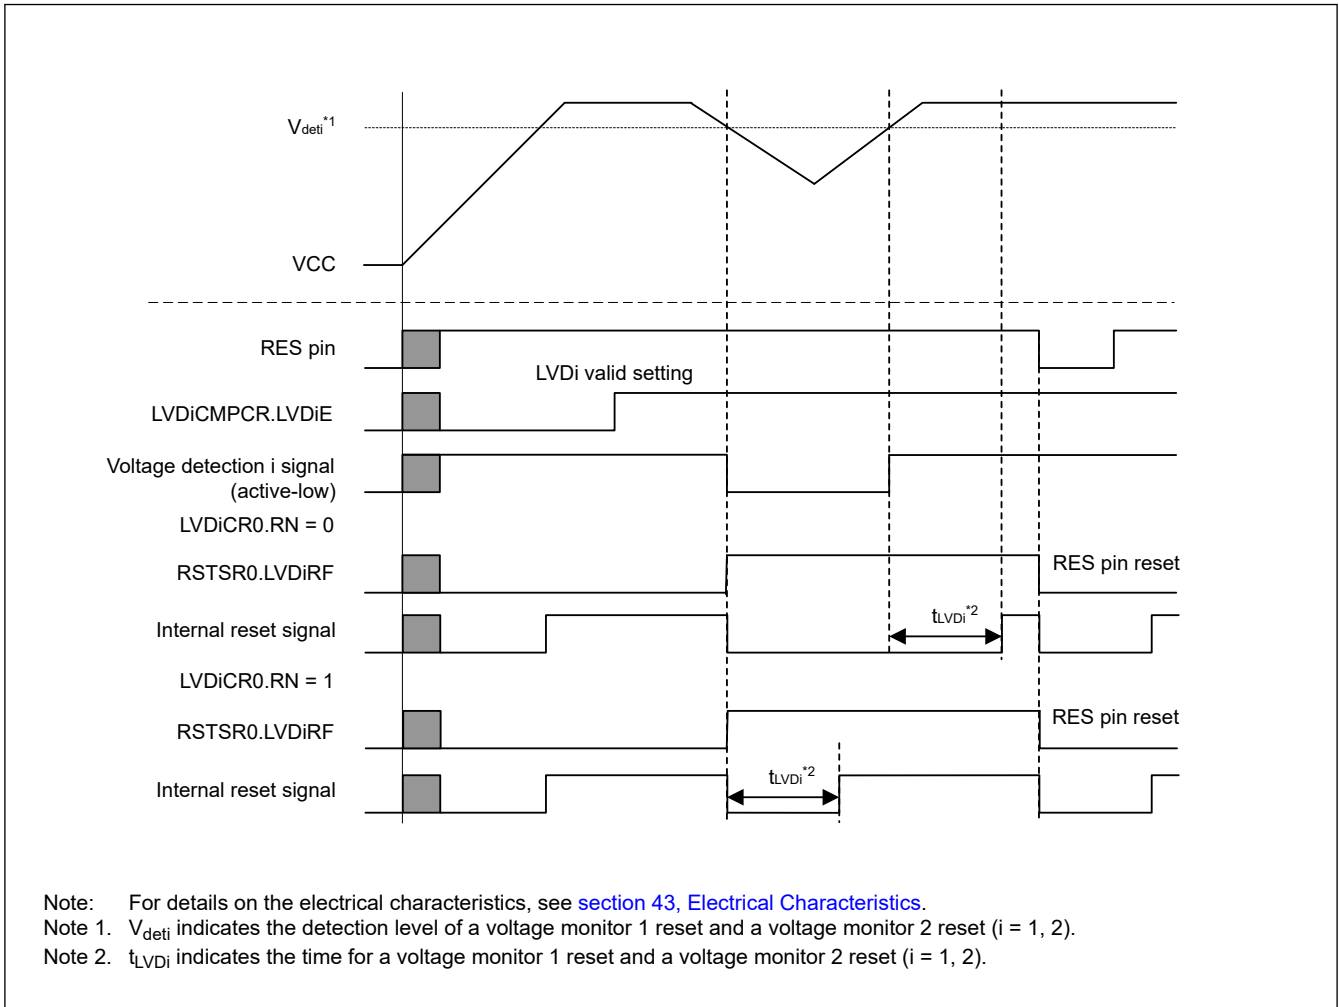 Vdeti*1
VCC
RES pin
LVDi valid setting
LVDiCMPCR.LVDiE
Voltage detection i signal
(active-low)
LVDiCR0.RN = 0
RSTSR0.LVDiRF
RES pin reset
Internal reset signal
tLVDi*2
LVDiCR0.RN = 1
RSTSR0.LVDiRF
RES pin reset
Internal reset signal
tLVDi*2
Note: For details on the electrical characteristics, see section 43, Electrical Characteristics.
Note 1. Vdeti indicates the detection level of a voltage monitor 1 reset and a voltage monitor 2 reset (i = 1, 2).
Note 2. tLVDi indicates the time for a voltage monitor 1 reset and a voltage monitor 2 reset (i = 1, 2).